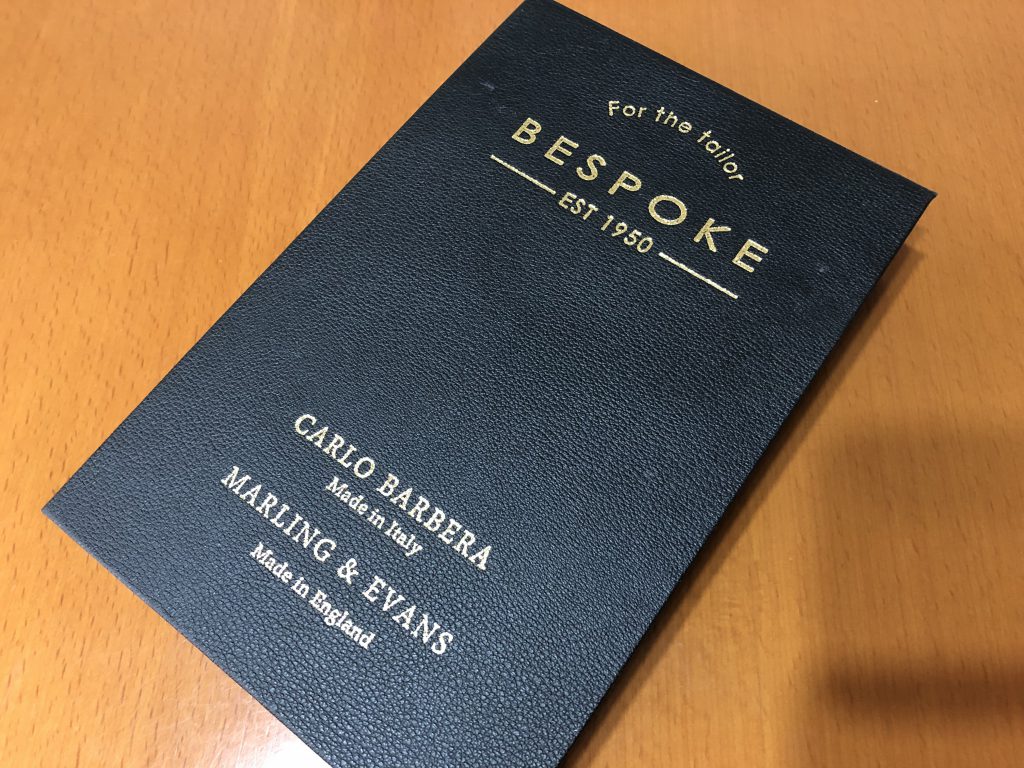 For the tailor
BESPOKE
EST 1950
CARLO BARBERA
Made in Italy
MARLING & EVANS
Made in England